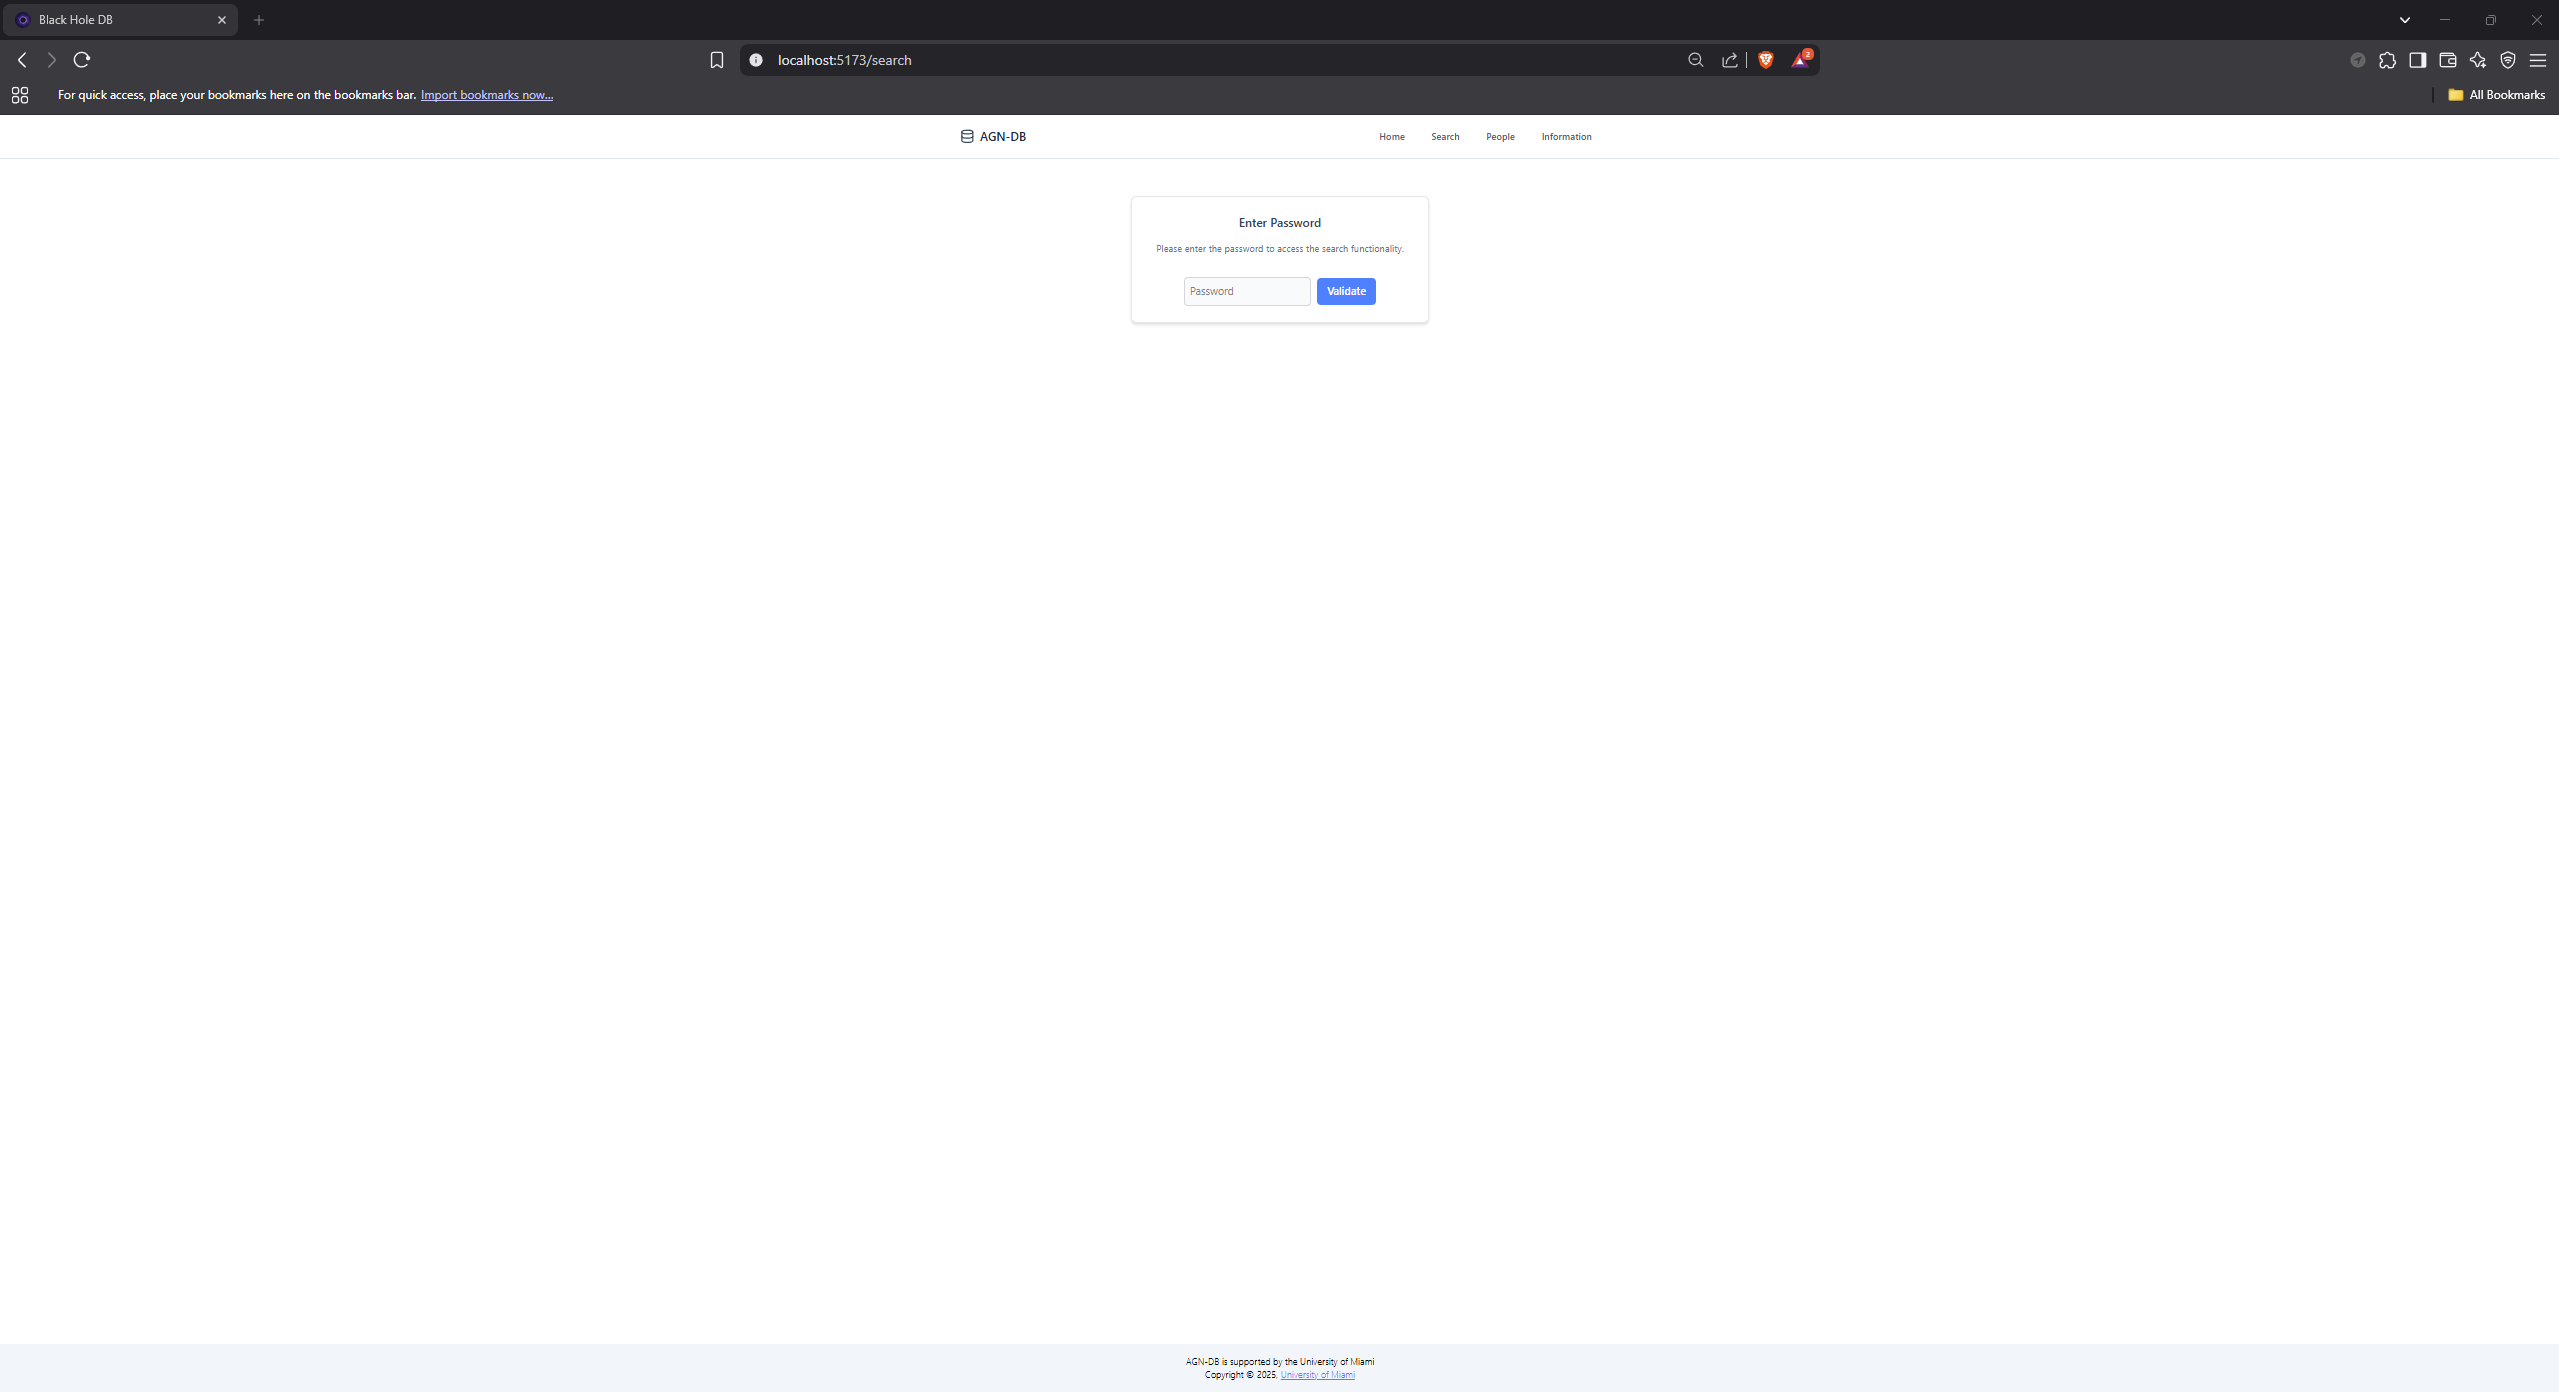 Black Hole DB
localhost:5173/search
2
For quick access, place your bookmarks here on the bookmarks bar. Import bookmarks now...
All Bookmarks
AGN-DB
Home Search People Information
Enter Password
Please enter the password to access the search functionality.
Password Validate
AGN-DB is supported by the University of Miami
Copyright © 2025, University of Miami